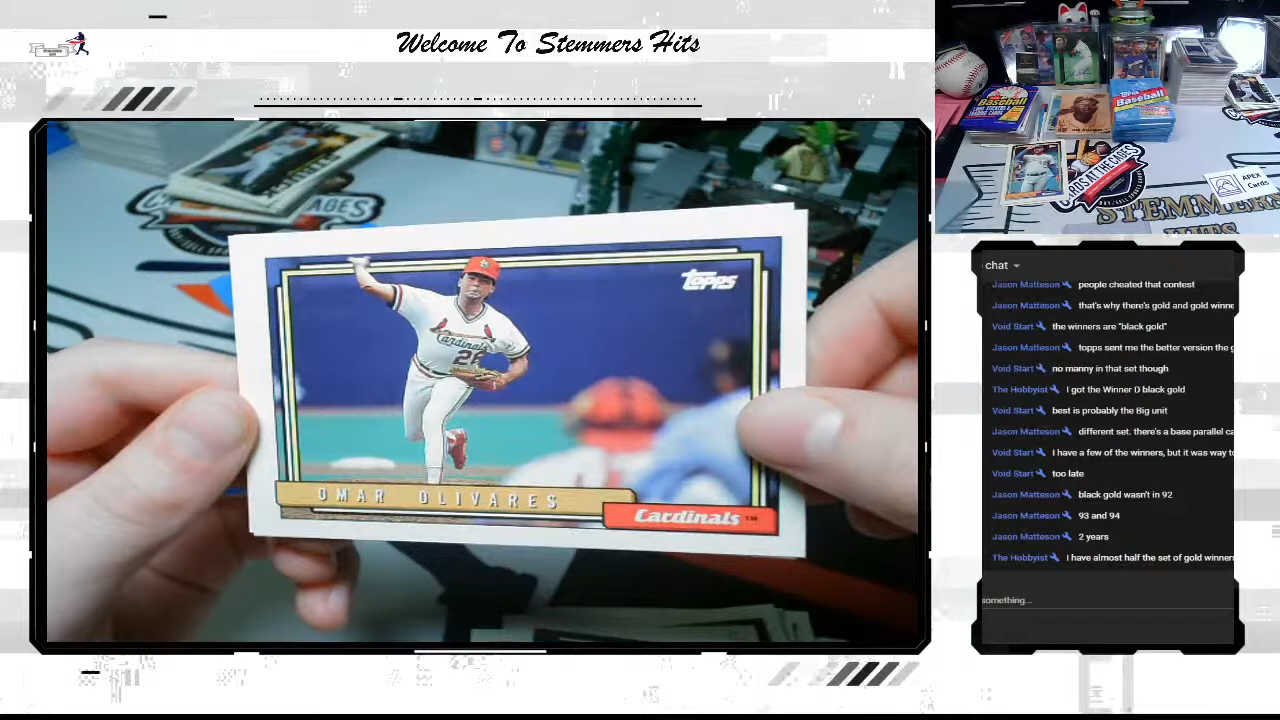 Welcome To Stemmers Hits
TOPPS
Cardinals
26
OMAR OLIVARES
Cardinals™
Baseball
Baseball
CARDS AT THE CAGES
APEX
Cards
STEMMERS
HITS
AGES
chat
Jason Matteson people cheated that contest
Jason Matteson that's why there's gold and gold winne
Void Start the winners are "black gold"
Jason Matteson topps sent me the better version the g
Void Start no manny in that set though
The Hobbyist I got the Winner D black gold
Void Start best is probably the Big unit
Jason Matteson different set. there's a base parallel ca
Void Start I have a few of the winners, but it was way to
Void Start too late
Jason Matteson black gold wasn't in 92
Jason Matteson 93 and 94
Jason Matteson 2 years
The Hobbyist I have almost half the set of gold winners
something...